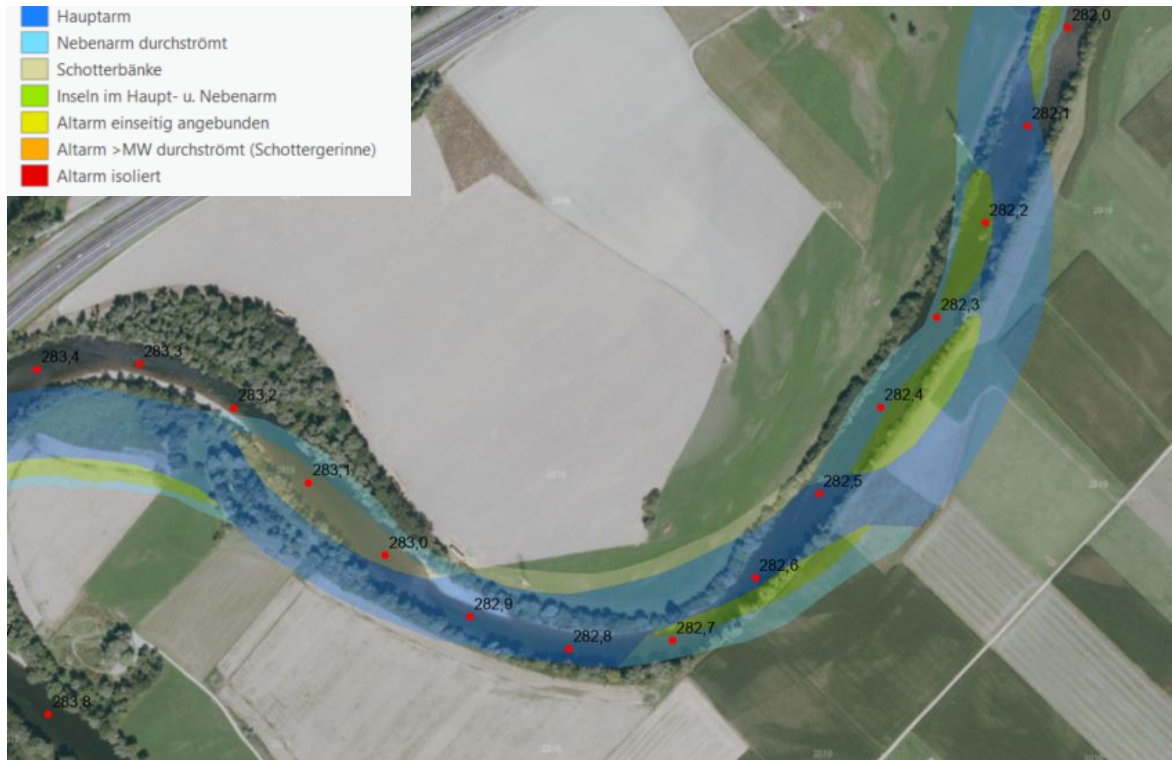 Hauptarm
Nebenarm durchströmt
Schotterbänke
Inseln im Haupt- u. Nebenarm
Altarm einseitig angebunden
Altarm >MW durchströmt (Schottergerinne)
Altarm isoliert
282,0
282,1
282,2
282,3
283,4
283,3
283,2
282,4
283,1
282,5
283,0
282,6
282,9
282,8
282,7
283,8